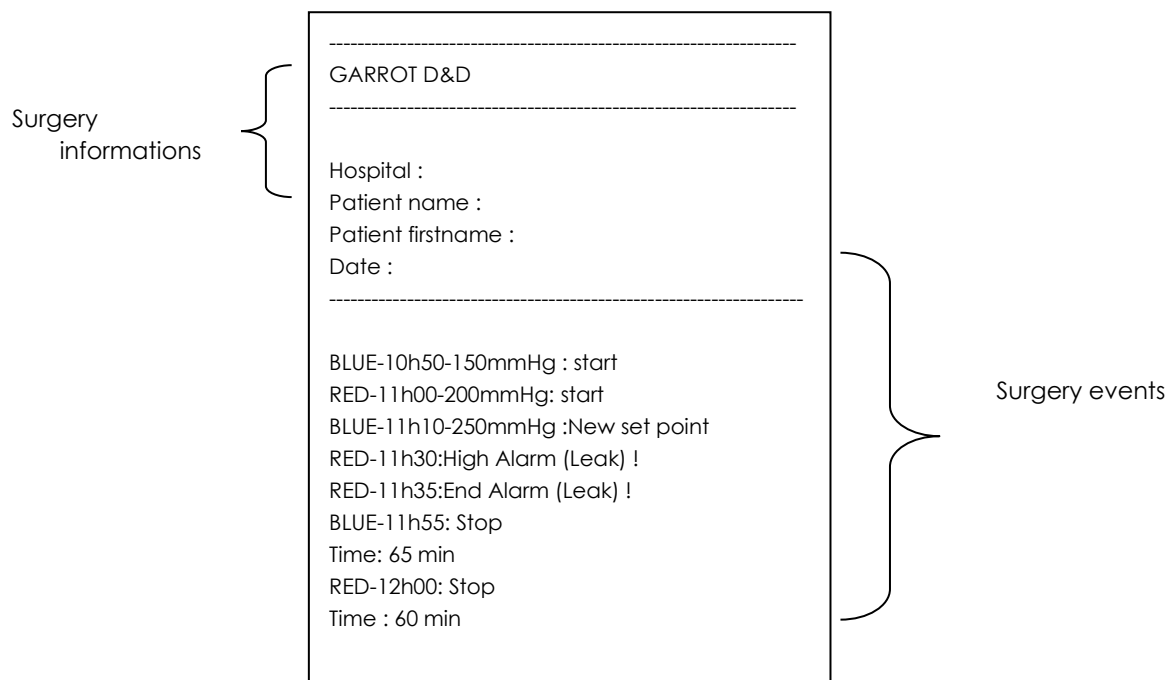 Surgery
informations
------------------------------------------------------------------
GARROT D&D
------------------------------------------------------------------
Hospital :
Patient name :
Patient firstname :
Date :
-------------------------------------------------------------------
BLUE-10h50-150mmHg : start
RED-11h00-200mmHg: start
BLUE-11h10-250mmHg :New set point
RED-11h30:High Alarm (Leak) !
RED-11h35:End Alarm (Leak) !
BLUE-11h55: Stop
Time: 65 min
RED-12h00: Stop
Time : 60 min
Surgery events